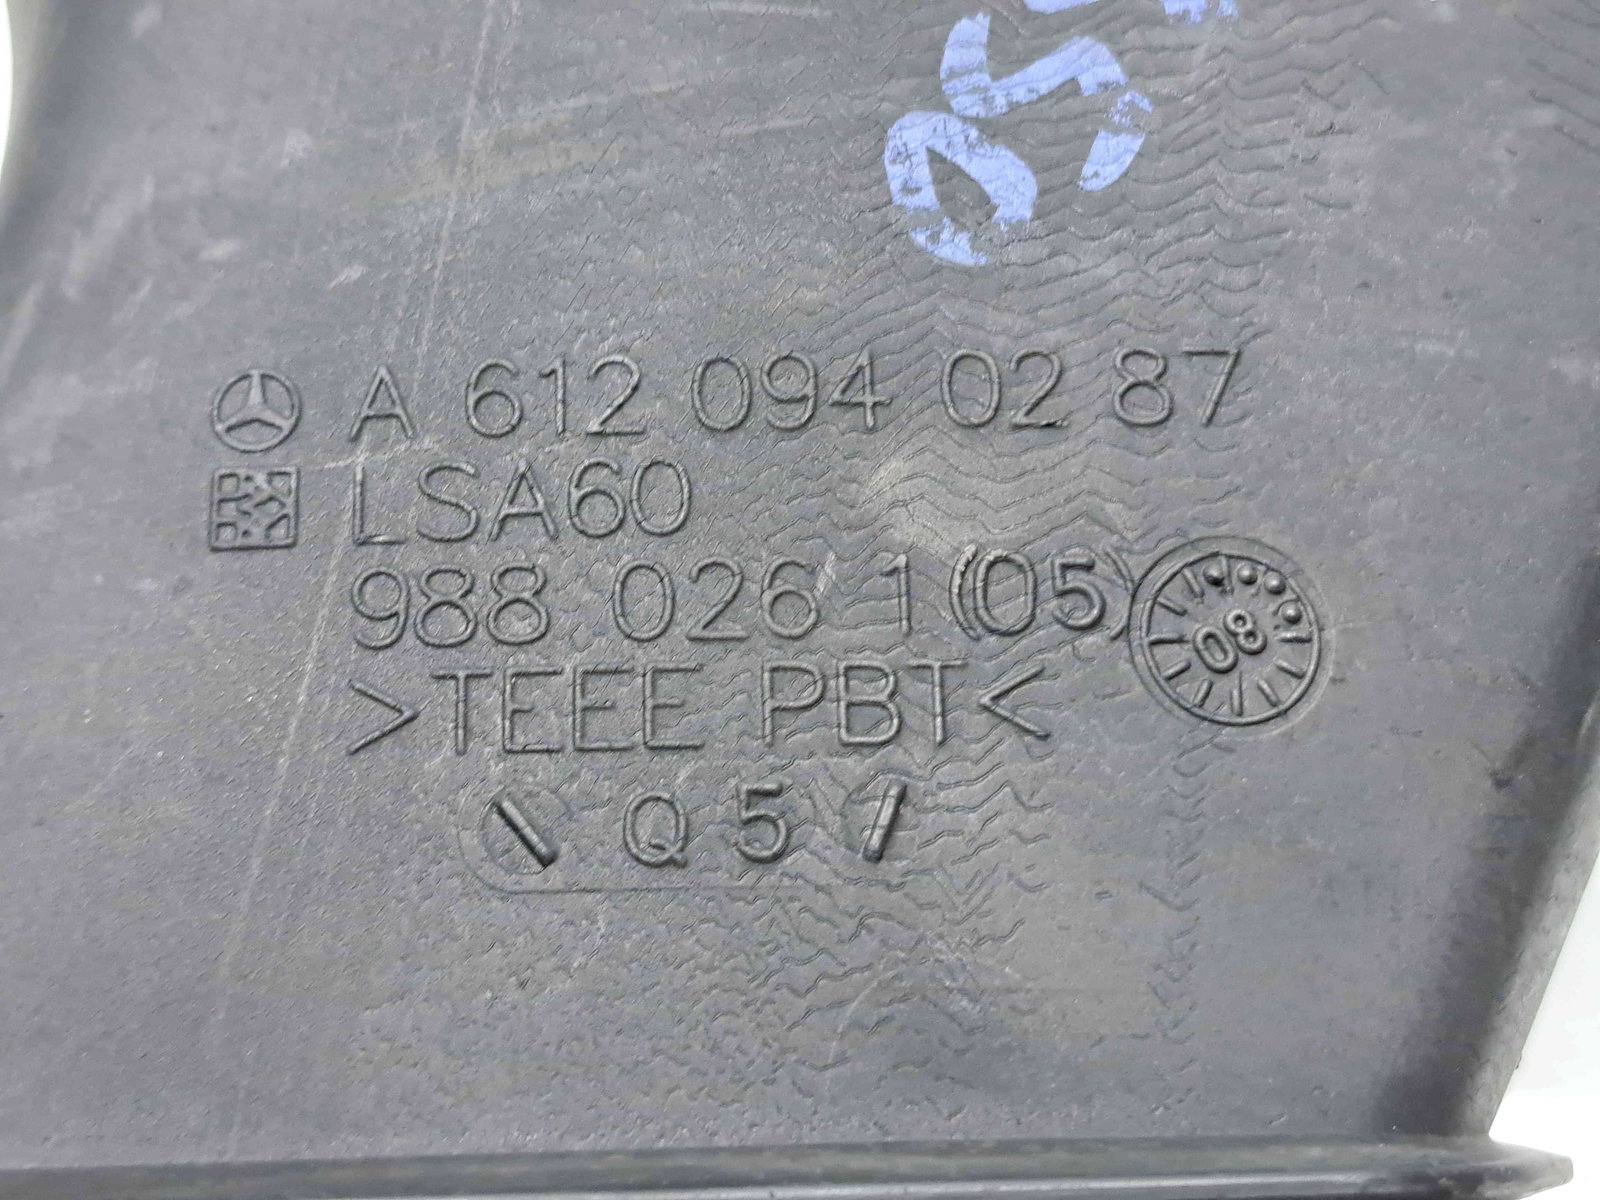 A 612 094 02 87
LSA60
988 026 1 (05)
08
>TEEE PBT<
Q 5